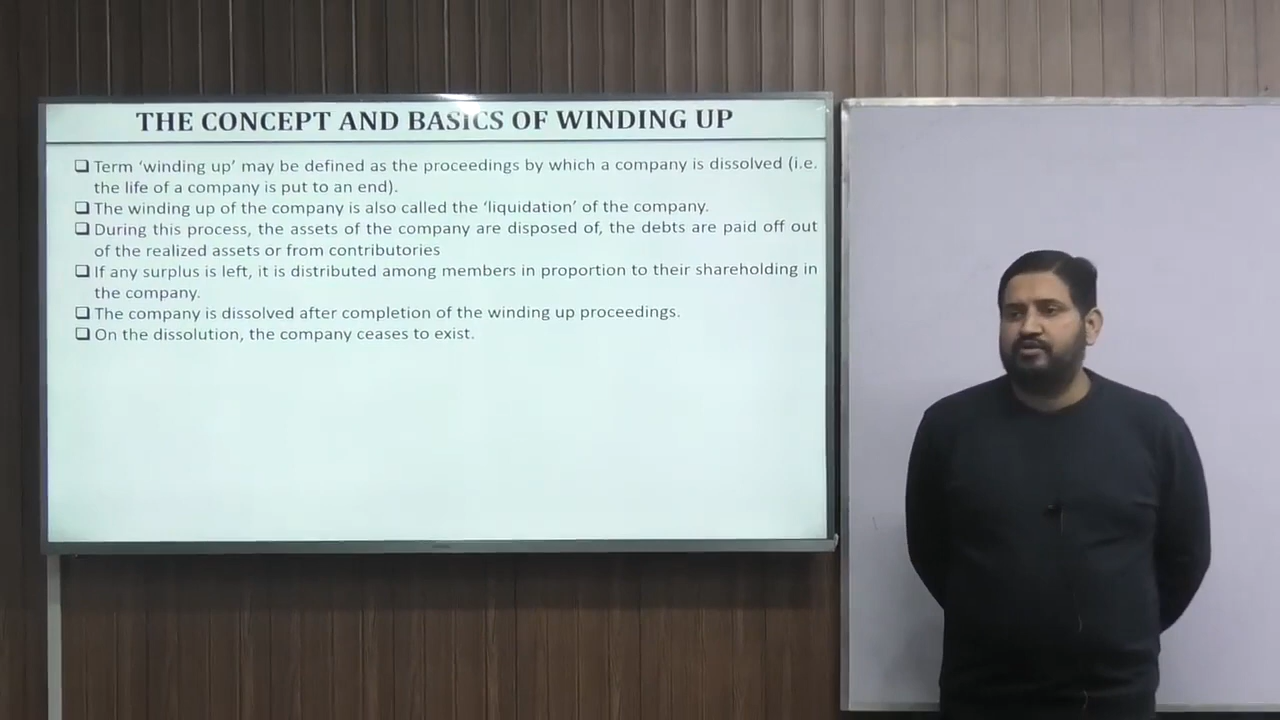 THE CONCEPT AND BASICS OF WINDING UP
❑ Term ‘winding up’ may be defined as the proceedings by which a company is dissolved (i.e.
the life of a company is put to an end).
❑ The winding up of the company is also called the ‘liquidation’ of the company.
❑ During this process, the assets of the company are disposed of, the debts are paid off out
of the realized assets or from contributories
❑ If any surplus is left, it is distributed among members in proportion to their shareholding in
the company.
❑ The company is dissolved after completion of the winding up proceedings.
❑ On the dissolution, the company ceases to exist.